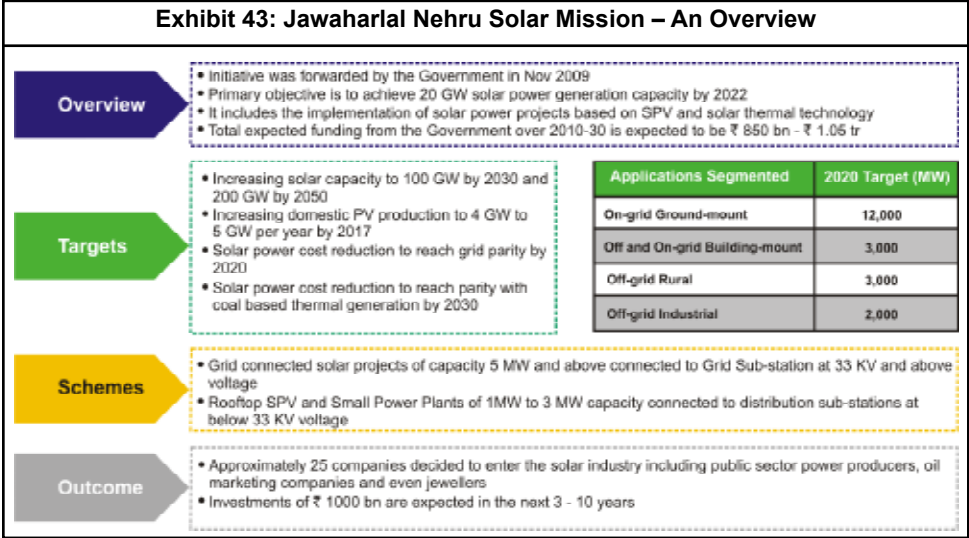 Exhibit 43: Jawaharlal Nehru Solar Mission – An Overview
Overview
• Initiative was forwarded by the Government in Nov 2009
• Primary objective is to achieve 20 GW solar power generation capacity by 2022
• It includes the implementation of solar power projects based on SPV and solar thermal technology
• Total expected funding from the Government over 2010-30 is expected to be ₹ 850 bn - ₹ 1.05 tr
Targets
• Increasing solar capacity to 100 GW by 2030 and
200 GW by 2050
• Increasing domestic PV production to 4 GW to
5 GW per year by 2017
• Solar power cost reduction to reach grid parity by
2020
• Solar power cost reduction to reach parity with
coal based thermal generation by 2030
Applications Segmented 2020 Target (MW)
On-grid Ground-mount 12,000
Off and On-grid Building-mount 3,000
Off-grid Rural 3,000
Off-grid Industrial 2,000
Schemes
• Grid connected solar projects of capacity 5 MW and above connected to Grid Sub-station at 33 KV and above
voltage
• Rooftop SPV and Small Power Plants of 1MW to 3 MW capacity connected to distribution sub-stations at
below 33 KV voltage
Outcome
• Approximately 25 companies decided to enter the solar industry including public sector power producers, oil
marketing companies and even jewellers
• Investments of ₹ 1000 bn are expected in the next 3 - 10 years